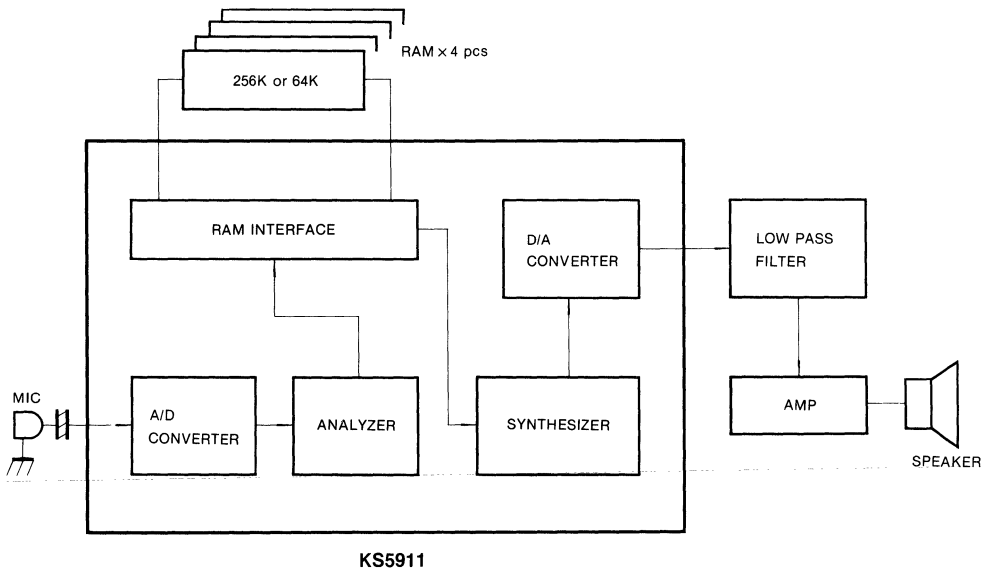 RAM × 4 pcs
256K or 64K
RAM INTERFACE
D/A
CONVERTER
LOW PASS
FILTER
MIC
A/D
CONVERTER
ANALYZER
SYNTHESIZER
AMP
SPEAKER
KS5911